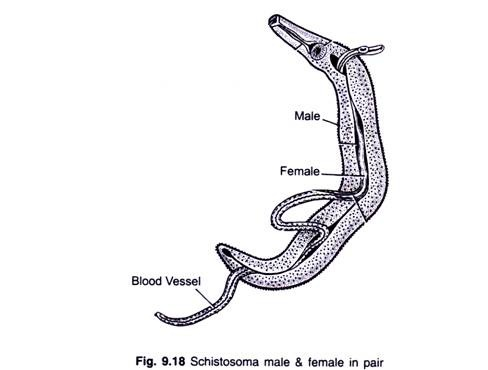 Male
Female
Blood Vessel
Fig. 9.18 Schistosoma male & female in pair